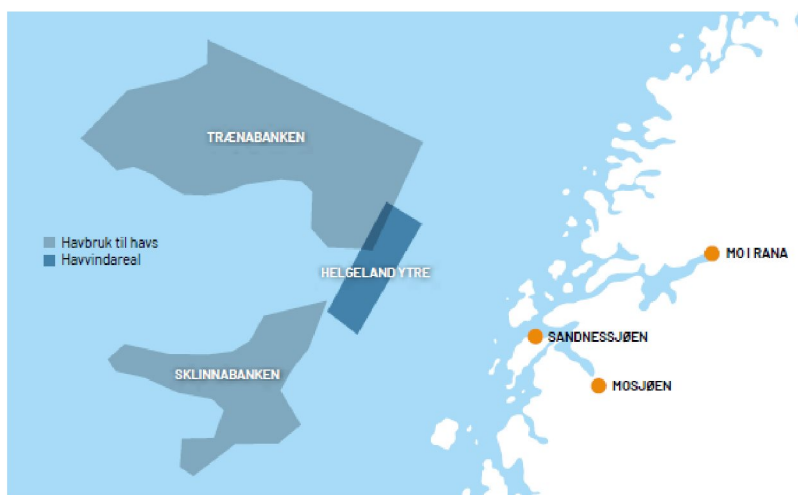 TRÆNABANKEN
Havbruk til havs
Havvindareal
HELGELAND YTRE
MO I RANA
SANDNESSJØEN
SKLINNABANKEN
MOSJØEN